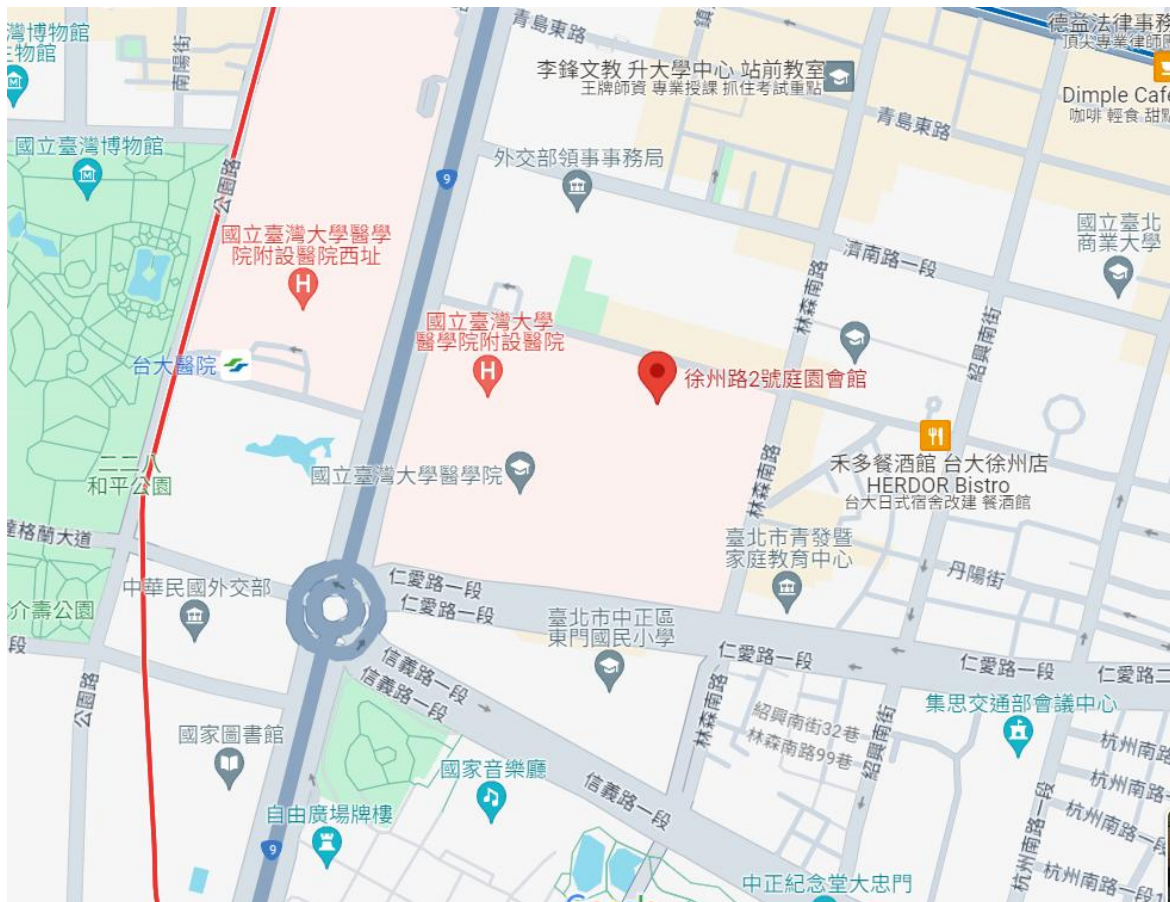 灣博物館
生物館
南陽街
青島東路
鎮
德益法律事務
頂尖專業律師團
李鋒文教 升大學中心 站前教室
王牌師資 專業授課 抓住考試重點
Dimple Café
咖啡 輕食 甜點
青島東路
國立臺灣博物館
公園路
9
外交部領事事務局
國立臺北
商業大學
國立臺灣大學醫學
院附設醫院西址
濟南路一段
林森南路
國立臺灣大學
醫學院附設醫院
紹興南街
台大醫院
徐州路2號庭園會館
二二八
和平公園
國立臺灣大學醫學院
林森南路
禾多餐酒館 台大徐州店
HERDOR Bistro
台大日式宿舍改建 餐酒館
達格蘭大道
臺北市青發暨
家庭教育中心
丹陽街
中華民國外交部
仁愛路一段
仁愛路一段
介壽公園
臺北市中正區
東門國民小學
段
仁愛路一段
仁愛路一段
仁愛路二
信義路一段
信義路一段
公園路
林森南路
紹興南街32巷
林森南路99巷
紹興南街
集思交通部會議中心
國家圖書館
國家音樂廳
杭州南路
杭州南路
杭州南路一段
信義路一段
自由廣場牌樓
9
杭州南路一段
中正紀念堂大忠門